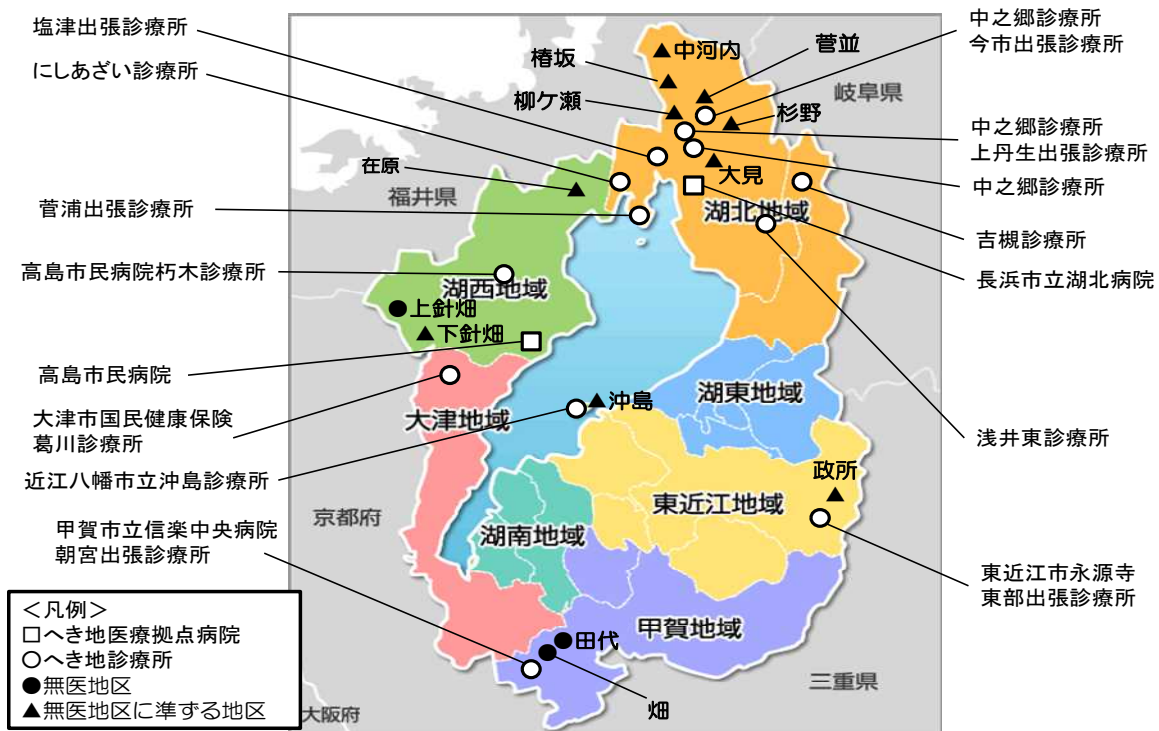 塩津出張診療所
にしあざい診療所
菅浦出張診療所
高島市民病院朽木診療所
高島市民病院
大津市国民健康保険
葛川診療所
近江八幡市立沖島診療所
甲賀市立信楽中央病院
朝宮出張診療所
中之郷診療所
今市出張診療所
中之郷診療所
上丹生出張診療所
中之郷診療所
吉槻診療所
長浜市立湖北病院
浅井東診療所
東近江市永源寺
東部出張診療所
中河内
椿坂
菅並
柳ケ瀬
杉野
大見
在原
岐阜県
福井県
湖北地域
湖西地域
上針畑
下針畑
湖東地域
大津地域
沖島
政所
東近江地域
京都府
湖南地域
甲賀地域
田代
畑
三重県
大阪府
<凡例>
□へき地医療拠点病院
○へき地診療所
●無医地区
▲無医地区に準ずる地区